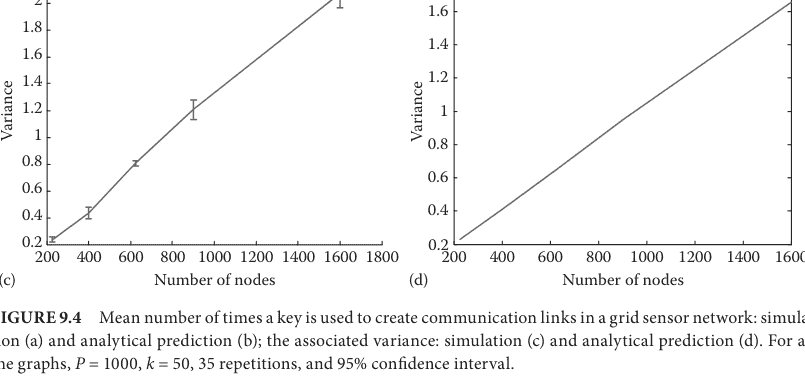 2
1.8
1.6
1.4
1.2
1
0.8
0.6
0.4
0.2
Variance
200 400 600 800 1000 1200 1400 1600 1800
(c) Number of nodes
1.6
1.4
1.2
1
1.8
1.6
0.4
0.2
Variance
200 400 600 800 1000 1200 1400 1600
(d) Number of nodes
IGURE 9.4 Mean number of times a key is used to create communication links in a grid sensor network: simula
on (a) and analytical prediction (b); the associated variance: simulation (c) and analytical prediction (d). For a
ne graphs, P = 1000, k = 50, 35 repetitions, and 95% confidence interval.